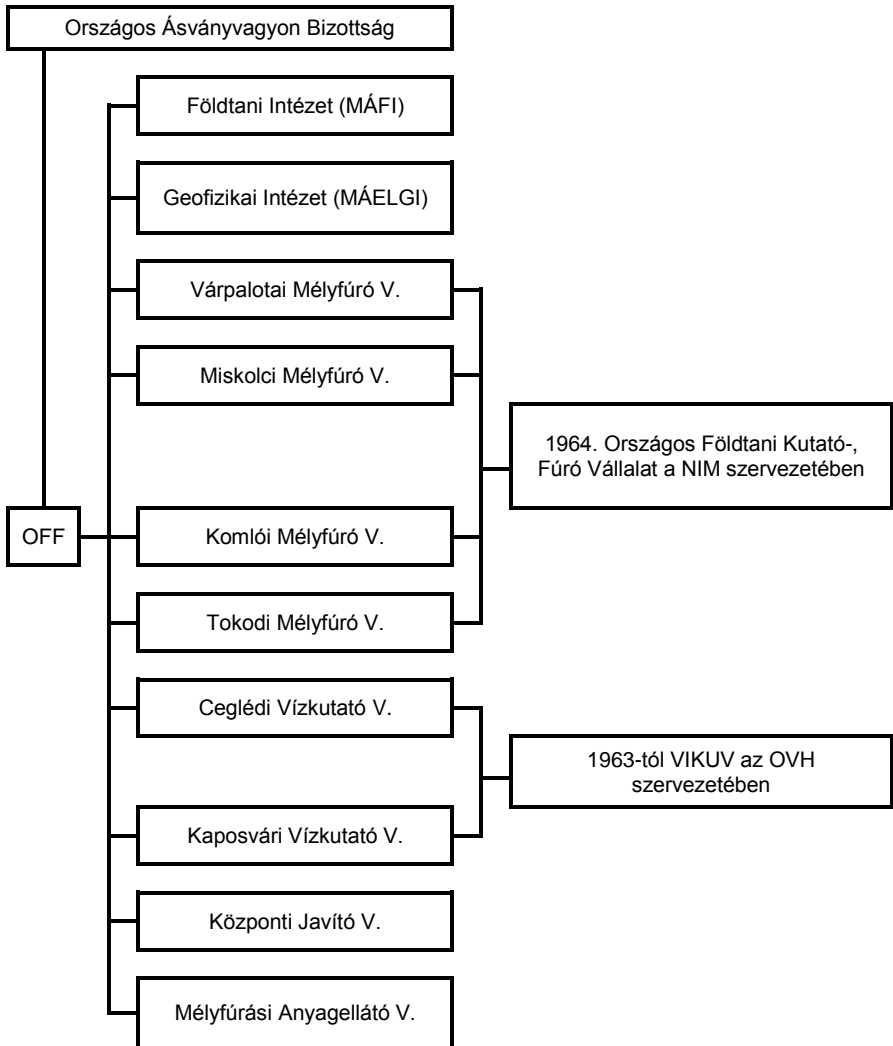 Országos Ásványvagyon Bizottság
Földtani Intézet (MÁFI)
Geofizikai Intézet (MÁELGI)
Várpalotai Mélyfúró V.
Miskolci Mélyfúró V.
1964. Országos Földtani Kutató-,
Fúró Vállalat a NIM szervezetében
OFF
Komlói Mélyfúró V.
Tokodi Mélyfúró V.
Ceglédi Vízkutató V.
1963-tól VIKUV az OVH
szervezetében
Kaposvári Vízkutató V.
Központi Javító V.
Mélyfúrási Anyagellátó V.